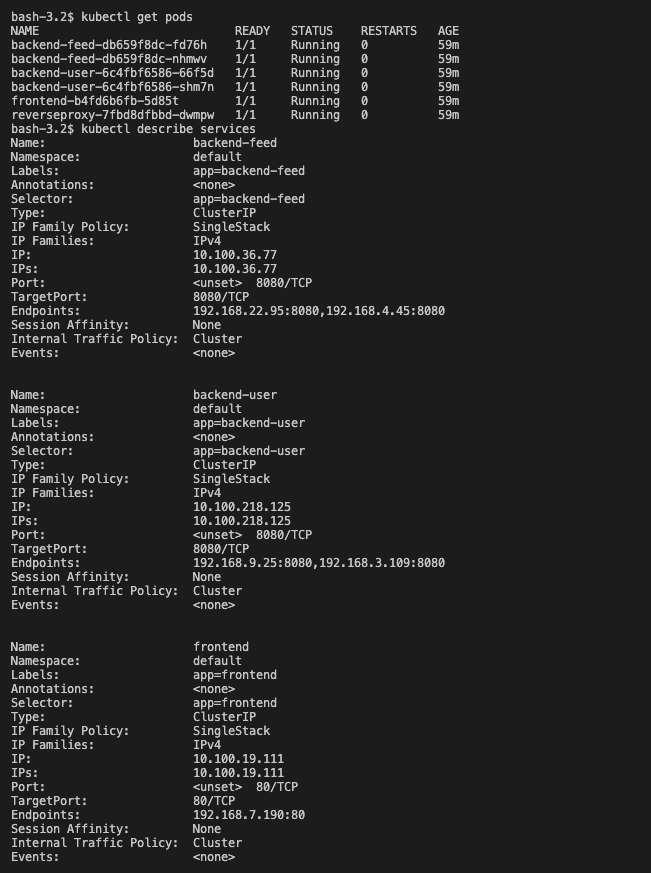 bash-3.2$ kubectl get pods
NAME                            READY   STATUS    RESTARTS   AGE
backend-feed-db659f8dc-fd76h    1/1     Running   0          59m
backend-feed-db659f8dc-nhmwv    1/1     Running   0          59m
backend-user-6c4fbf6586-66f5d   1/1     Running   0          59m
backend-user-6c4fbf6586-shm7n   1/1     Running   0          59m
frontend-b4fd6b6fb-5d85t        1/1     Running   0          59m
reverseproxy-7fbd8dfbbd-dwmpw   1/1     Running   0          59m
bash-3.2$ kubectl describe services
Name:                     backend-feed
Namespace:                default
Labels:                   app=backend-feed
Annotations:              <none>
Selector:                 app=backend-feed
Type:                     ClusterIP
IP Family Policy:         SingleStack
IP Families:              IPv4
IP:                       10.100.36.77
IPs:                      10.100.36.77
Port:                     <unset>  8080/TCP
TargetPort:               8080/TCP
Endpoints:                192.168.22.95:8080,192.168.4.45:8080
Session Affinity:         None
Internal Traffic Policy:  Cluster
Events:                   <none>
Name:                     backend-user
Namespace:                default
Labels:                   app=backend-user
Annotations:              <none>
Selector:                 app=backend-user
Type:                     ClusterIP
IP Family Policy:         SingleStack
IP Families:              IPv4
IP:                       10.100.218.125
IPs:                      10.100.218.125
Port:                     <unset>  8080/TCP
TargetPort:               8080/TCP
Endpoints:                192.168.9.25:8080,192.168.3.109:8080
Session Affinity:         None
Internal Traffic Policy:  Cluster
Events:                   <none>
Name:                     frontend
Namespace:                default
Labels:                   app=frontend
Annotations:              <none>
Selector:                 app=frontend
Type:                     ClusterIP
IP Family Policy:         SingleStack
IP Families:              IPv4
IP:                       10.100.19.111
IPs:                      10.100.19.111
Port:                     <unset>  80/TCP
TargetPort:               80/TCP
Endpoints:                192.168.7.190:80
Session Affinity:         None
Internal Traffic Policy:  Cluster
Events:                   <none>